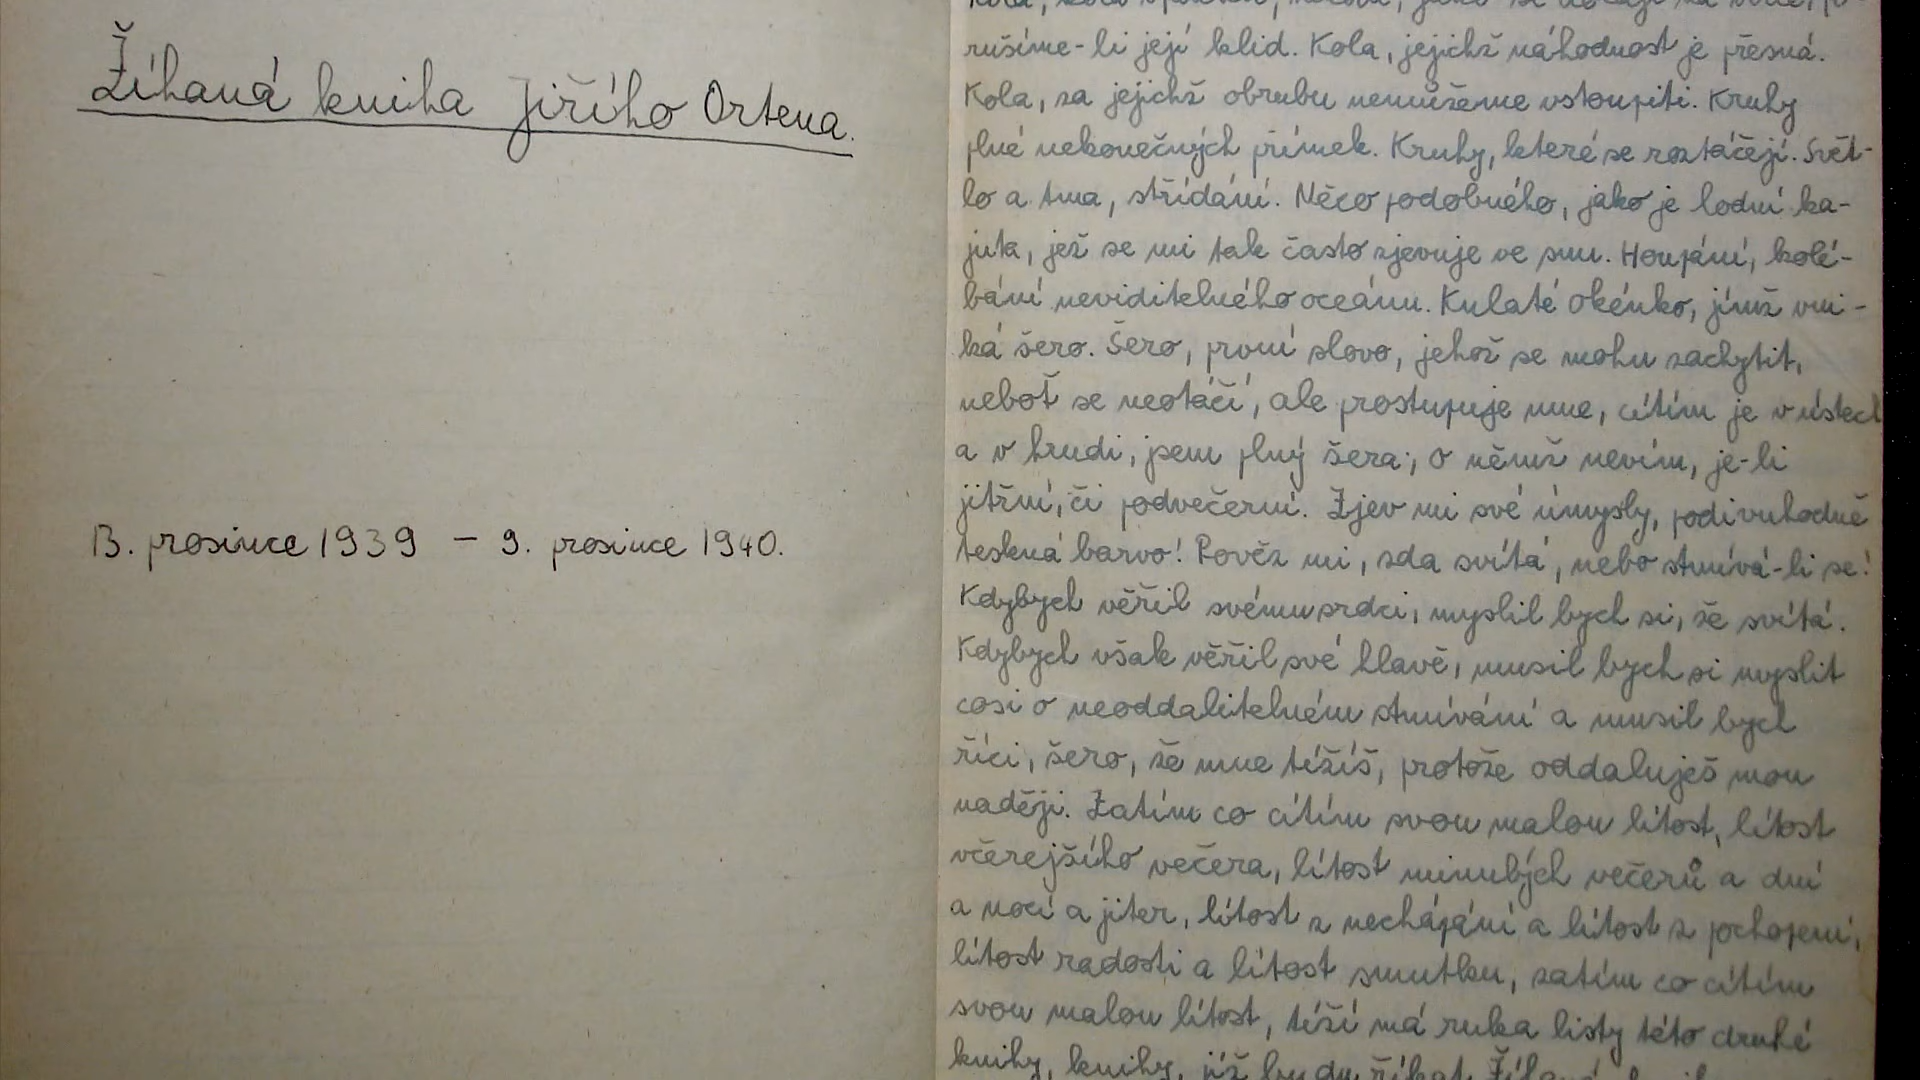 Žíhaná kniha Jiřího Ortena.
13. prosince 1939 – 9. prosince 1940.
rušíme-li její klid. Kola, jejichž náhodnost je přesná.
Kola, za jejichž obrubu nemůžeme vstoupiti. Kruhy
plné nekonečných přímek. Kruhy, které se roztáčejí. Svět-
lo a tma, střídání. Něco podobného, jako je lodní ka-
juta, jež se mi tak často zjevuje ve snu. Houpání, kolé-
bání neviditelného oceánu. Kulaté okénko, jímž vni-
ká šero. Šero, první slovo, jehož se mohu zachytit,
neboť se neotáčí, ale prostupuje mne, cítím je v ústech
a v hrudi, jsem plný šera, o němž nevím, je-li
jitřní, či podvečerní. Zjev mi své úmysly, podivuhodně
teskná barvo! Pověz mi, zda svítá, nebo stmívá-li se!
Kdybych věřil svému srdci, myslil bych si, že svítá.
Kdybych však věřil své hlavě, musil bych si myslit
cosi o neoddalitelném stmívání a musil bych
říci, šero, že mne tížíš, protože oddaluješ mou
naději. Zatím co cítím svou malou lítost, lítost
včerejšího večera, lítost minulých večerů a dní
a nocí a jiter, lítost z nechápání a lítost z pochopení,
lítost radosti a lítost smutku, zatím co cítím
svou malou lítost, tíží má ruka listy této druhé
knihy, knihy, již budu říkat Žíhaná